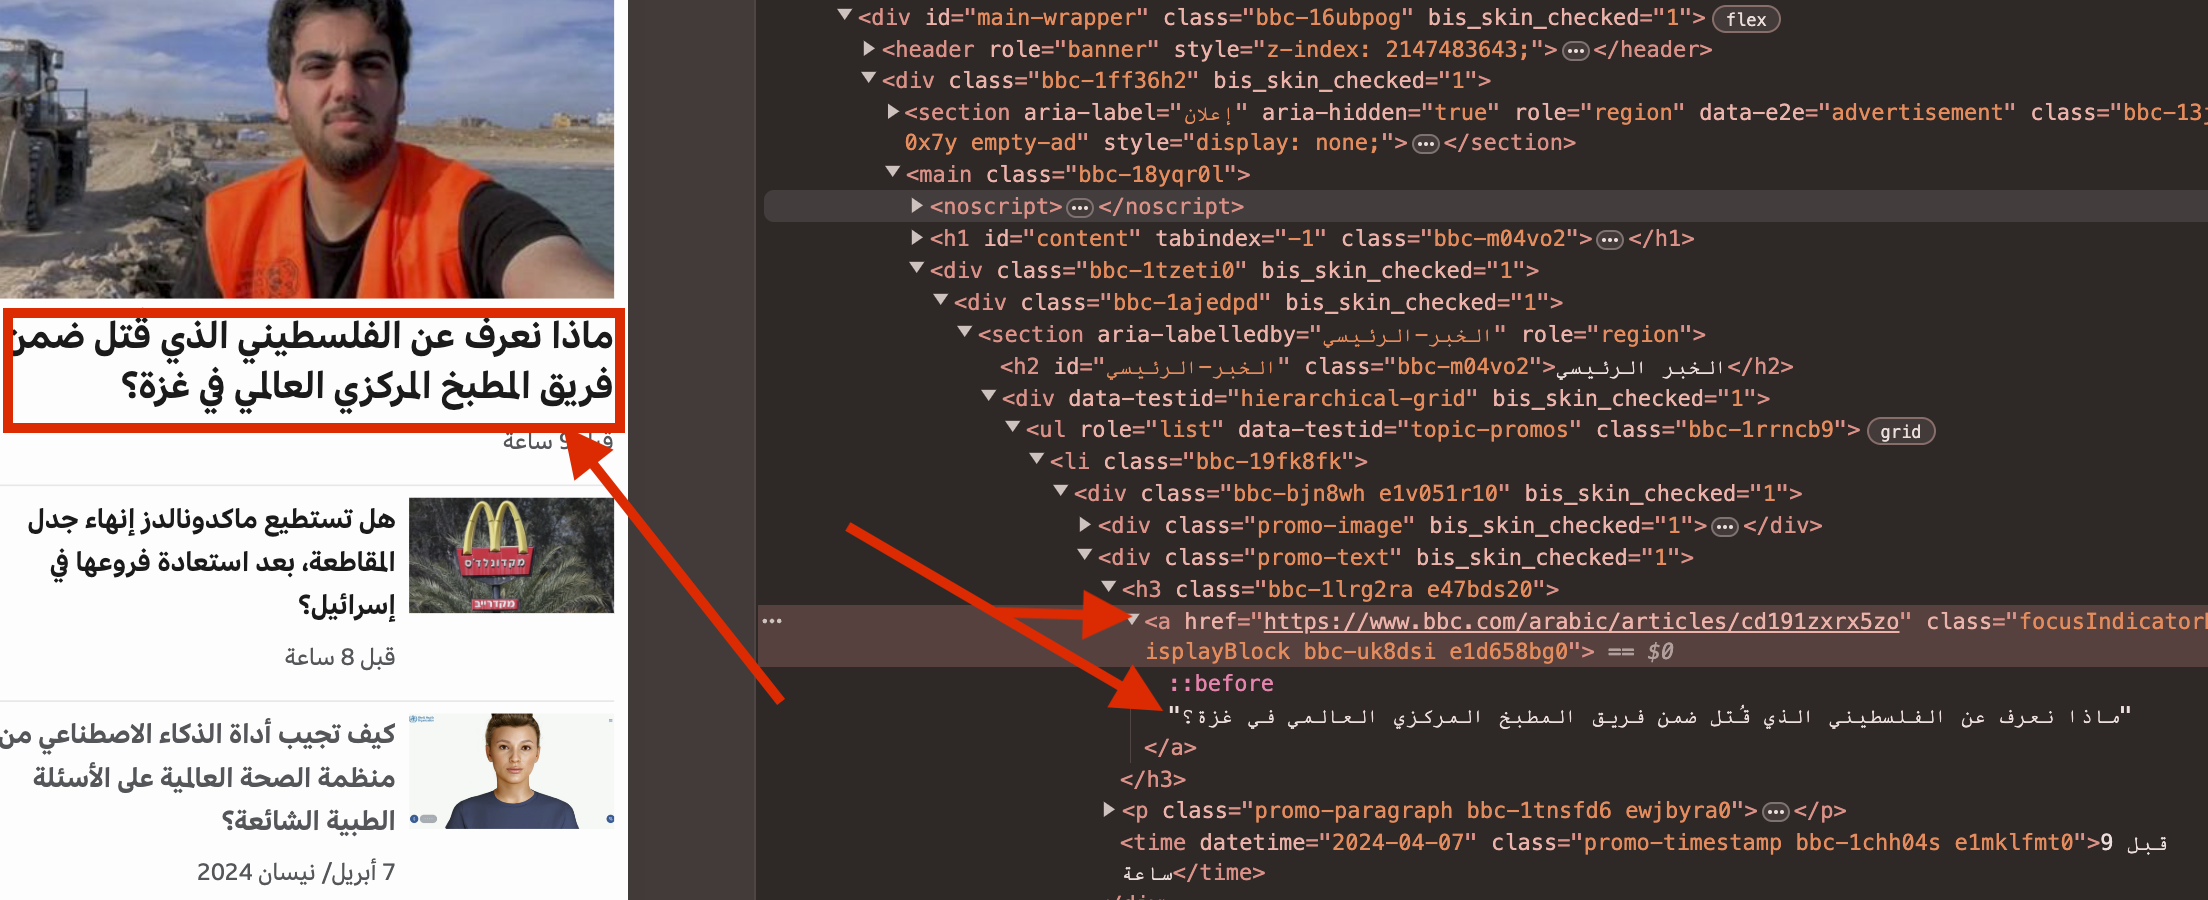 ماذا نعرف عن الفلسطيني الذي قتل ضمن
فريق المطبخ المركزي العالمي في غزة؟
قبل 9 ساعة
هل تستطيع ماكدونالدز إنهاء جدل
المقاطعة، بعد استعادة فروعها في
إسرائيل؟
قبل 8 ساعة
מקדונלד'ס
מקדרייב
كيف تجيب أداة الذكاء الاصطناعي من
منظمة الصحة العالمية على الأسئلة
الطبية الشائعة؟
7 أبريل/ نيسان 2024
<div id="main-wrapper" class="bbc-16ubpog" bis_skin_checked="1"> flex
<header role="banner" style="z-index: 2147483643;">…</header>
<div class="bbc-1ff36h2" bis_skin_checked="1">
<section aria-label="إعلان" aria-hidden="true" role="region" data-e2e="advertisement" class="bbc-13j
0x7y empty-ad" style="display: none;">…</section>
<main class="bbc-18yqr0l">
<noscript>…</noscript>
<h1 id="content" tabindex="-1" class="bbc-m04vo2">…</h1>
<div class="bbc-1tzeti0" bis_skin_checked="1">
<div class="bbc-1ajedpd" bis_skin_checked="1">
<section aria-labelledby="الخبر-الرئيسي" role="region">
<h2 id="الخبر-الرئيسي" class="bbc-m04vo2">الخبر الرئيسي</h2>
<div data-testid="hierarchical-grid" bis_skin_checked="1">
<ul role="list" data-testid="topic-promos" class="bbc-1rrncb9"> grid
<li class="bbc-19fk8fk">
<div class="bbc-bjn8wh e1v051r10" bis_skin_checked="1">
<div class="promo-image" bis_skin_checked="1">…</div>
<div class="promo-text" bis_skin_checked="1">
<h3 class="bbc-1lrg2ra e47bds20">
<a href="https://www.bbc.com/arabic/articles/cd191zxrx5zo" class="focusIndicator
isplayBlock bbc-uk8dsi e1d658bg0"> == $0
::before
"ماذا نعرف عن الفلسطيني الذي قُتل ضمن فريق المطبخ المركزي العالمي في غزة؟"
</a>
</h3>
<p class="promo-paragraph bbc-1tnsfd6 ewjbyra0">…</p>
<time datetime="2024-04-07" class="promo-timestamp bbc-1chh04s e1mklfmt0">قبل 9
ساعة</time>